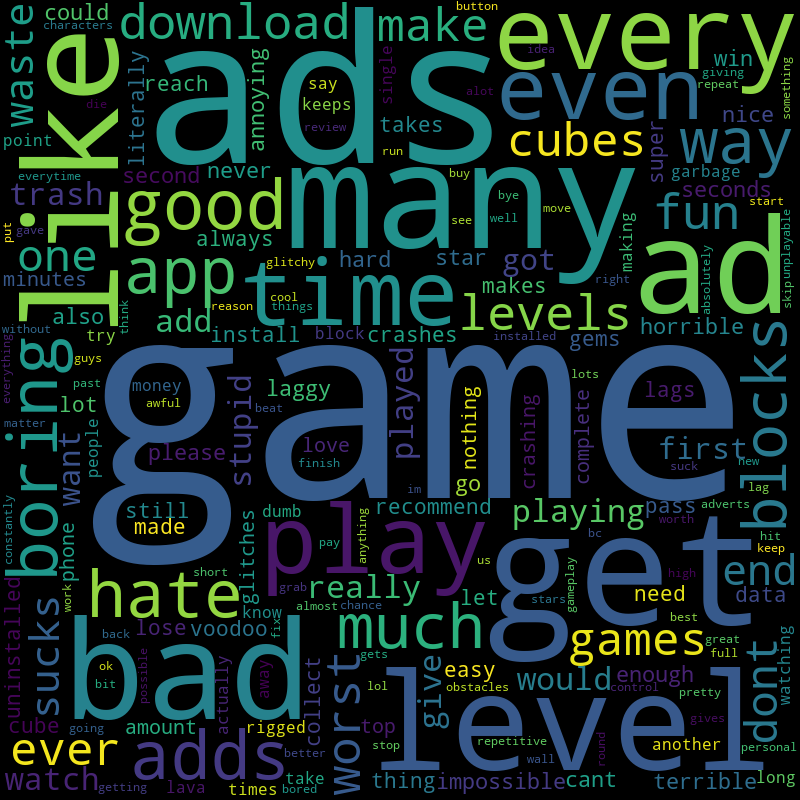 could
characters
download
make
button
every
ads
waste
like
reach
literally
annoying
say
keeps
single
idea
alot
win
giving
repeat
something
die
review
takes
even
nice
point
run
cubes
way
super
everytime
second
never
buy
bye
move
garbage
trash
good
many
see
well
seconds
start
put
gave
always
fun
ad
one
app
time
glitchy
hard
star
got
making
absolutely
skip
unplayable
minutes
makes
right
without
also
try
think
add
reason
cool
things
install
block
crashes
levels
installed
gems
horrible
blocks
everything
guys
boring
game
past
money
laggy
lots
matter
lot
awful
beat
played
lags
want
people
stupid
please
love
nothing
crashing
complete
first
suck
new
finish
go
im
lag
constantly
still
made
dumb
recommend
playing
pass
adverts
phone
play
anything
worth
hit
keep
glitches
pay
us
bc
get
end
hate
short
really
let
gameplay
high
need
data
work
grab
uninstalled
sucks
know
fix
almost
chance
stars
best
bad
back
lose
voodoo
much
games
great
full
dont
watching
ok
possible
actually
away
collect
gets
easy
enough
bit
worst
lol
give
obstacles
would
control
pretty
level
cube
going
amount
rigged
top
stop
repetitive
round
another
personal
ever
adds
better
wall
gives
watch
getting
lava
times
take
bored
thing
impossible
cant
terrible
long